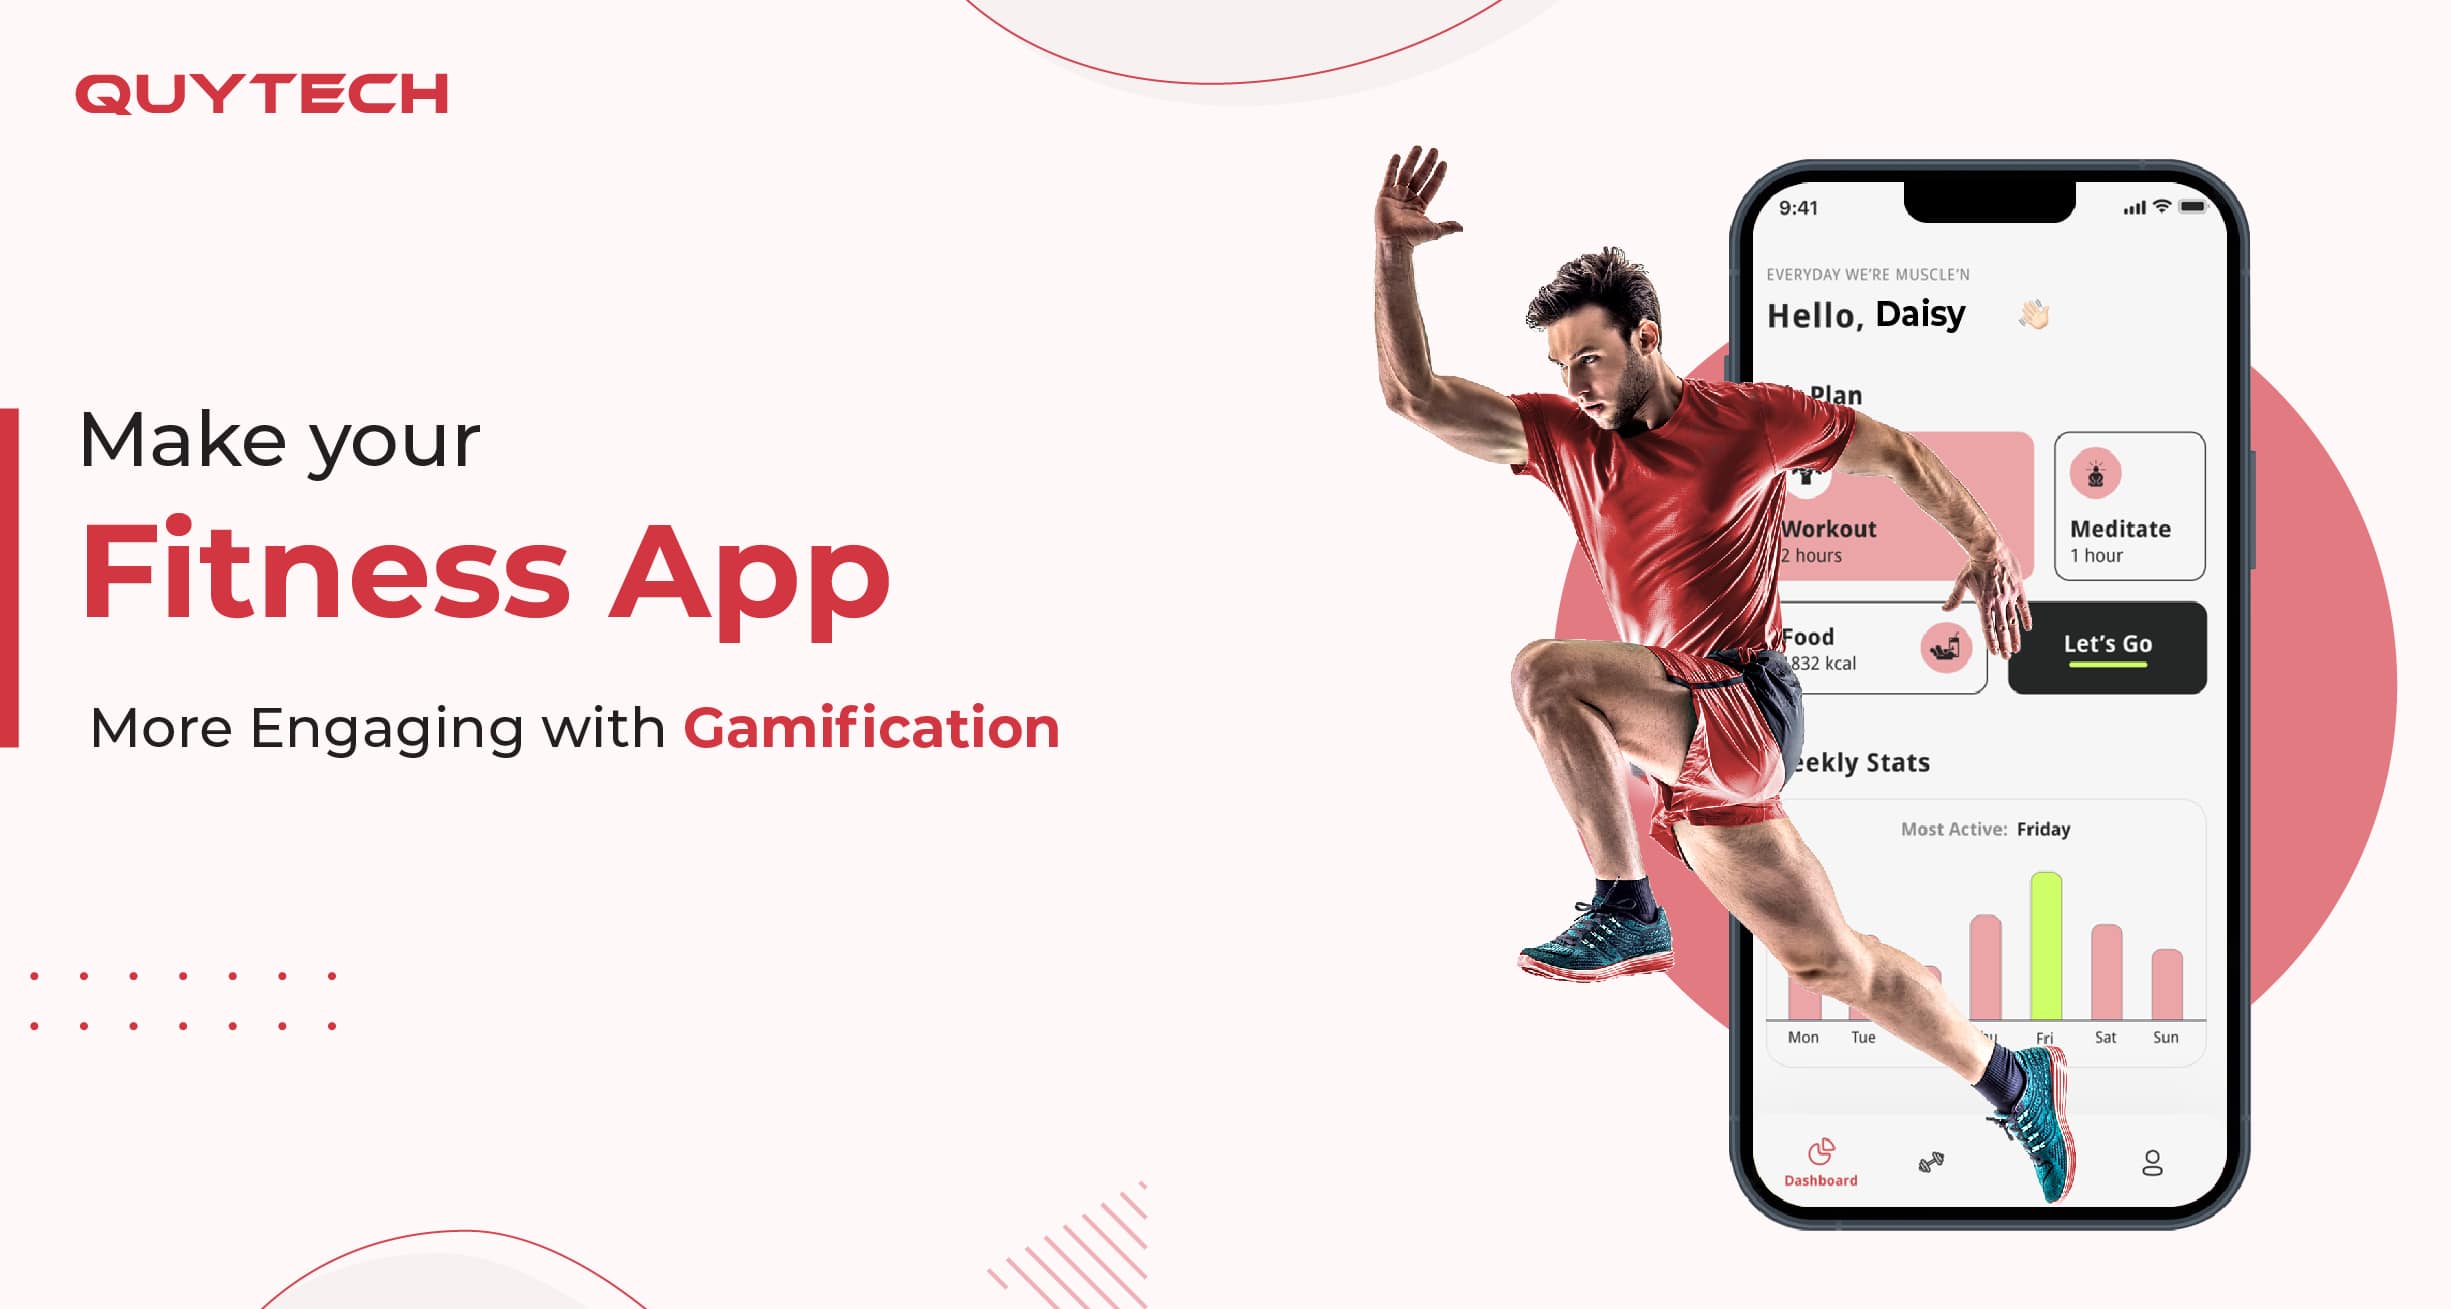 QUYTECH
Make your
Fitness App
More Engaging with Gamification
9:41
EVERYDAY WE'RE MUSCLE'N
Hello, Daisy
Plan
Workout
2 hours
Meditate
1 hour
Food
832 kcal
Let's Go
Stats
Most Active: Friday
Mon Tue Fri Sat Sun
Dashboard